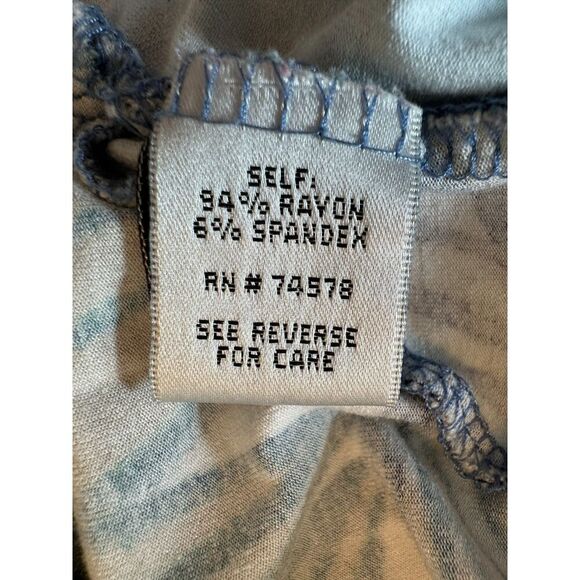 SELF:
94% RAYON
6% SPANDEX
RN # 74578
SEE REVERSE
FOR CARE